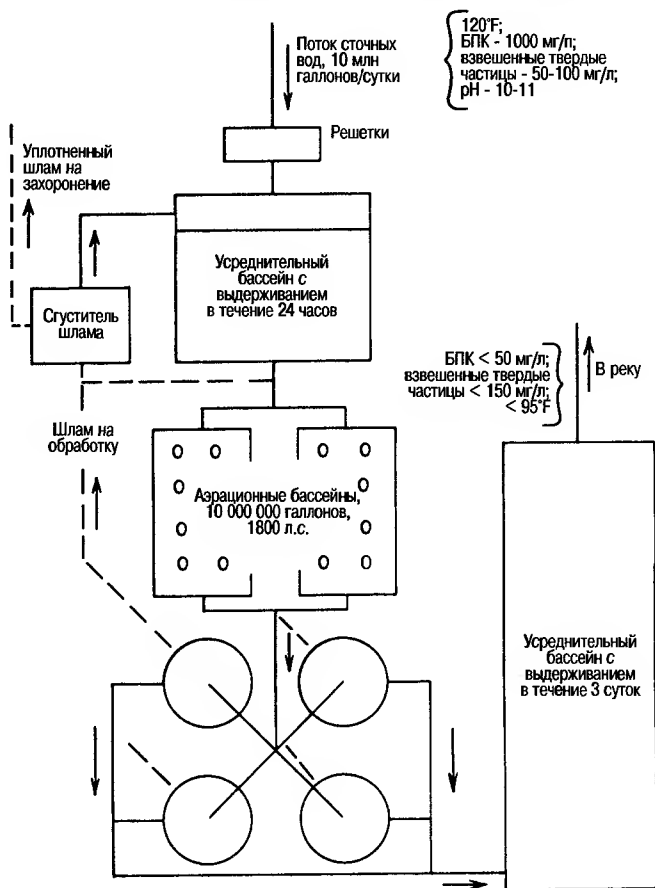 Поток сточных
вод, 10 млн
галлонов/сутки
120°F;
БПК - 1000 мг/л;
взвешенные твердые
частицы - 50-100 мг/л;
pH - 10-11
Решетки
Уплотненный
шлам на
захоронение
Усреднительный
бассейн с
выдерживанием
в течение 24 часов
Сгуститель
шлама
БПК < 50 мг/л;
взвешенные твердые
частицы < 150 мг/л;
< 95°F
В реку
Шлам на
обработку
Аэрационные бассейны,
10 000 000 галлонов,
1800 л.с.
Усреднительный
бассейн с
выдерживанием
в течение 3 суток